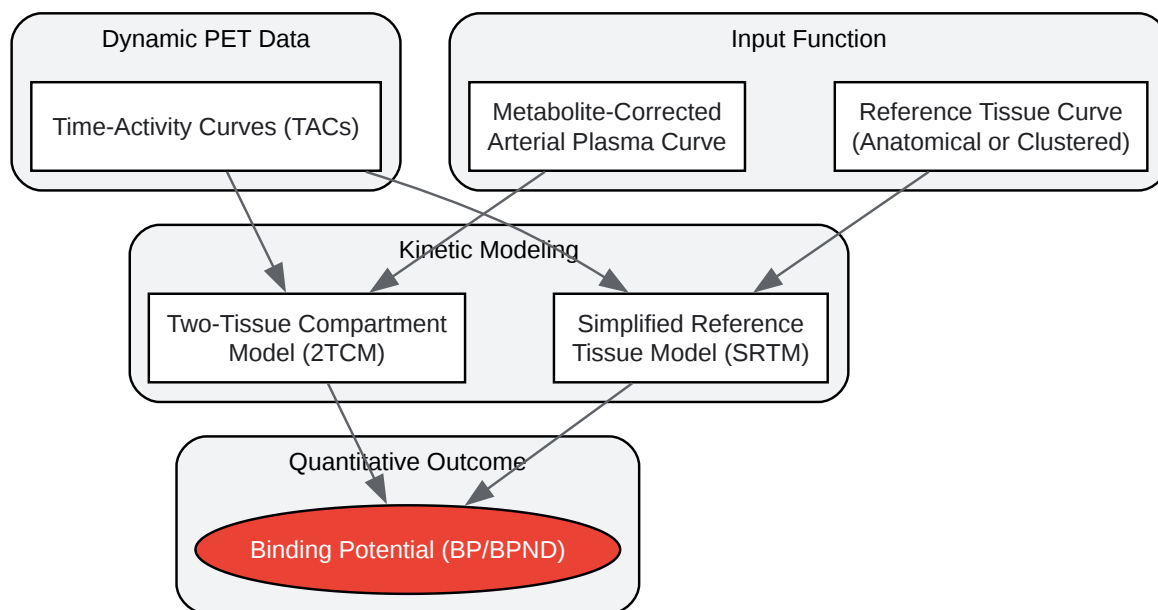 Dynamic PET Data
Input Function
Time-Activity Curves (TACs)
Metabolite-Corrected
Arterial Plasma Curve
Reference Tissue Curve
(Anatomical or Clustered)
Kinetic Modeling
Two-Tissue Compartment
Model (2TCM)
Simplified Reference
Tissue Model (SRTM)
Quantitative Outcome
Binding Potential (BP/BPND)